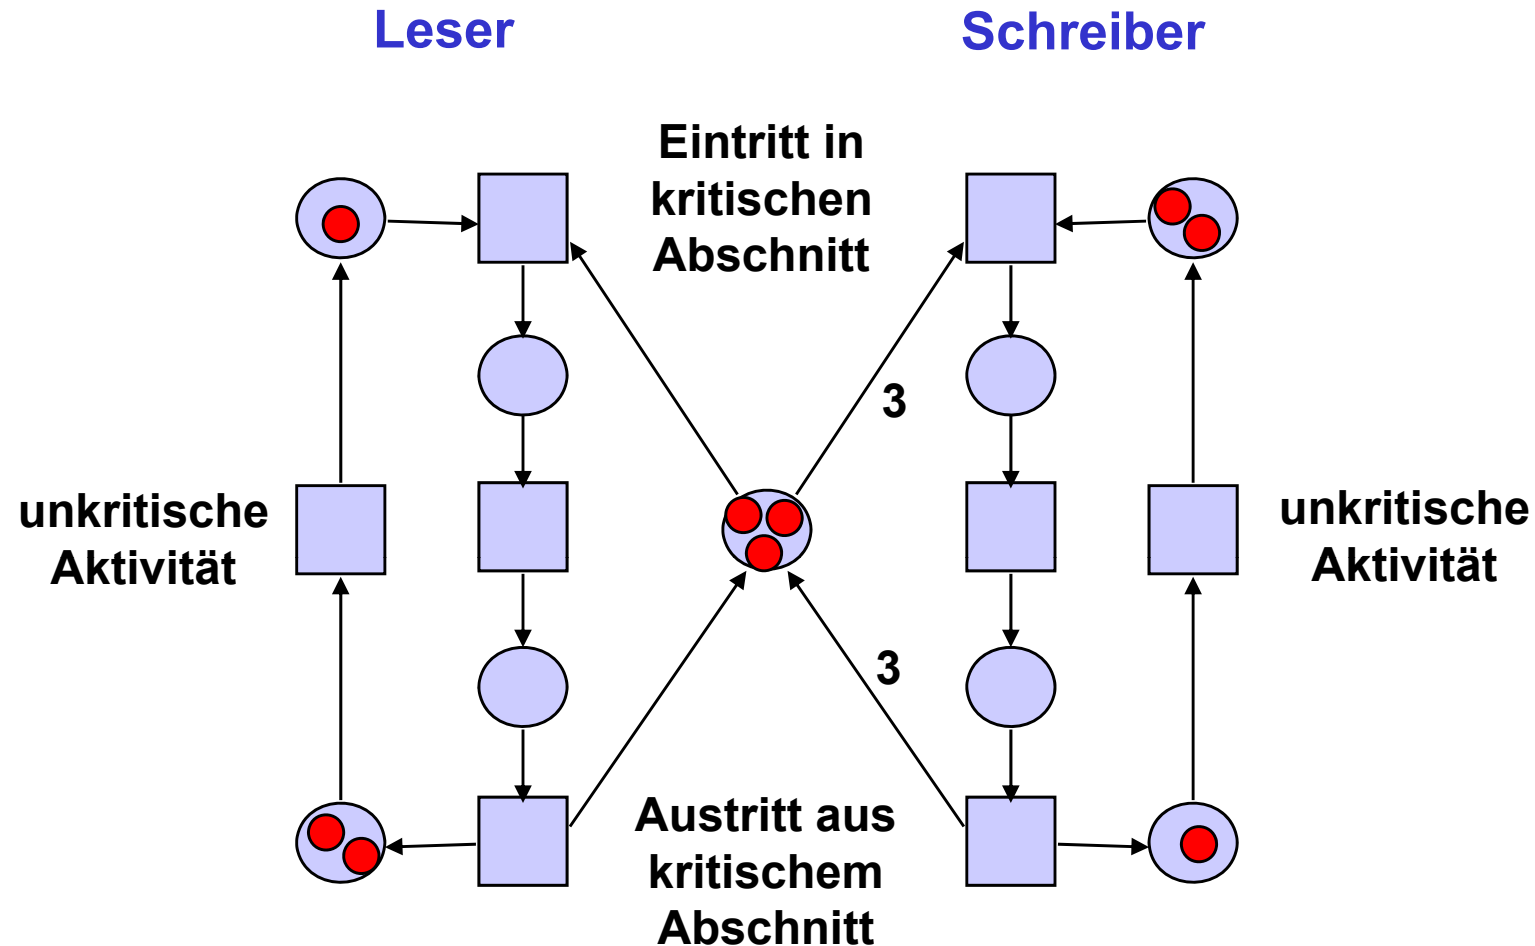 Leser
Schreiber
Eintritt in
kritischen
Abschnitt
3
unkritische
Aktivität
unkritische
Aktivität
3
Austritt aus
kritischem
Abschnitt